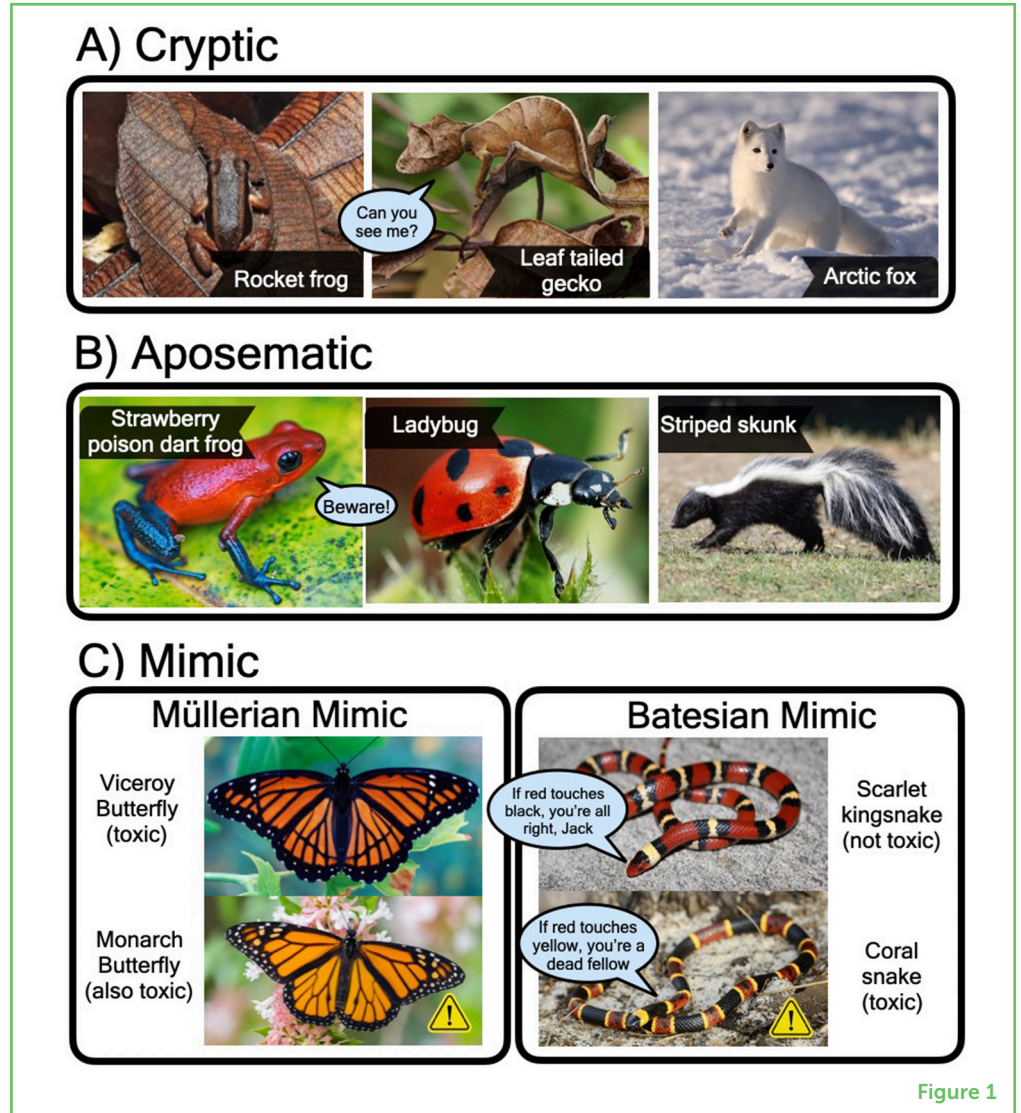 A) Cryptic
Can you
see me?
Rocket frog
Leaf tailed
gecko
Arctic fox
B) Aposematic
Strawberry
poison dart frog
Beware!
Ladybug
Striped skunk
C) Mimic
Müllerian Mimic
Viceroy
Butterfly
(toxic)
Monarch
Butterfly
(also toxic)
Batesian Mimic
If red touches
black, you're all
right, Jack
Scarlet
kingsnake
(not toxic)
If red touches
yellow, you're a
dead fellow
Coral
snake
(toxic)
!
!
Figure 1